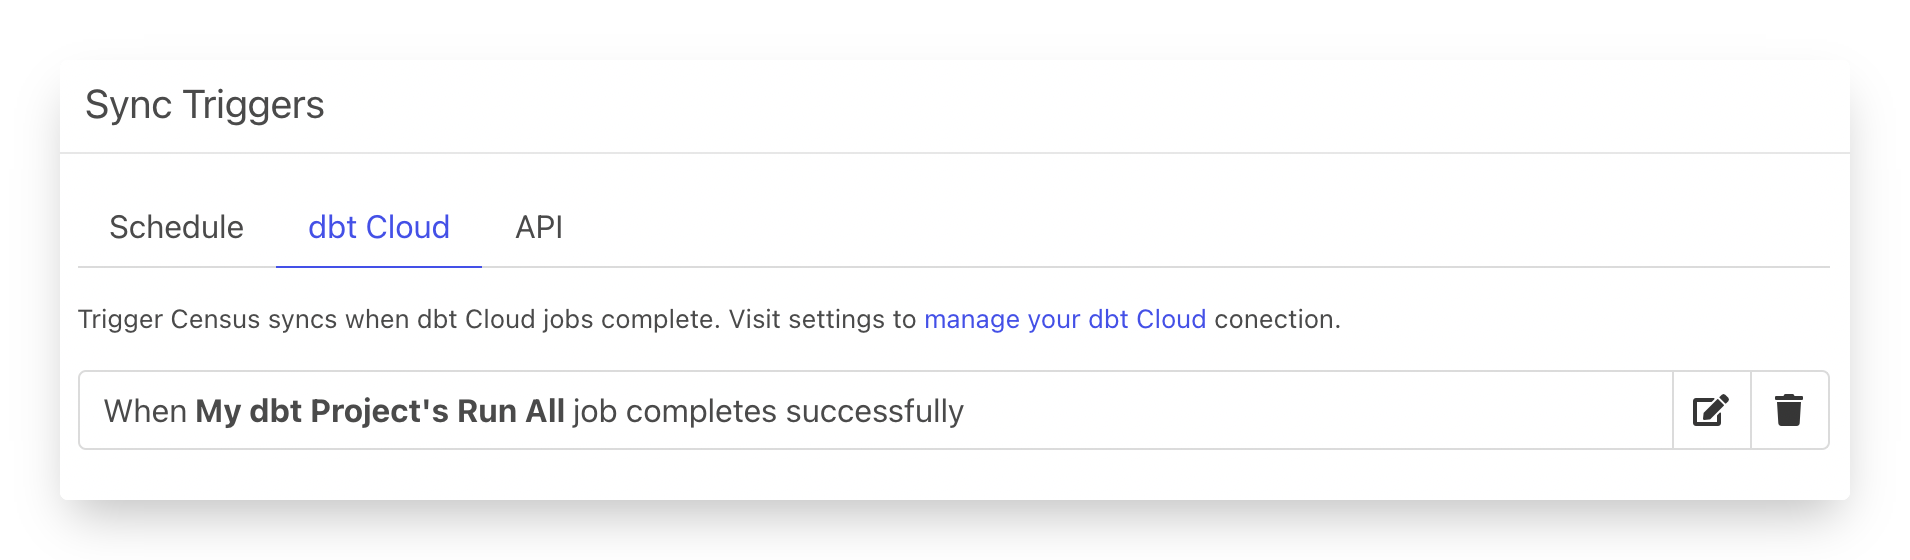 Sync Triggers
Schedule dbt Cloud API
Trigger Census syncs when dbt Cloud jobs complete. Visit settings to manage your dbt Cloud conection.
When My dbt Project's Run All job completes successfully